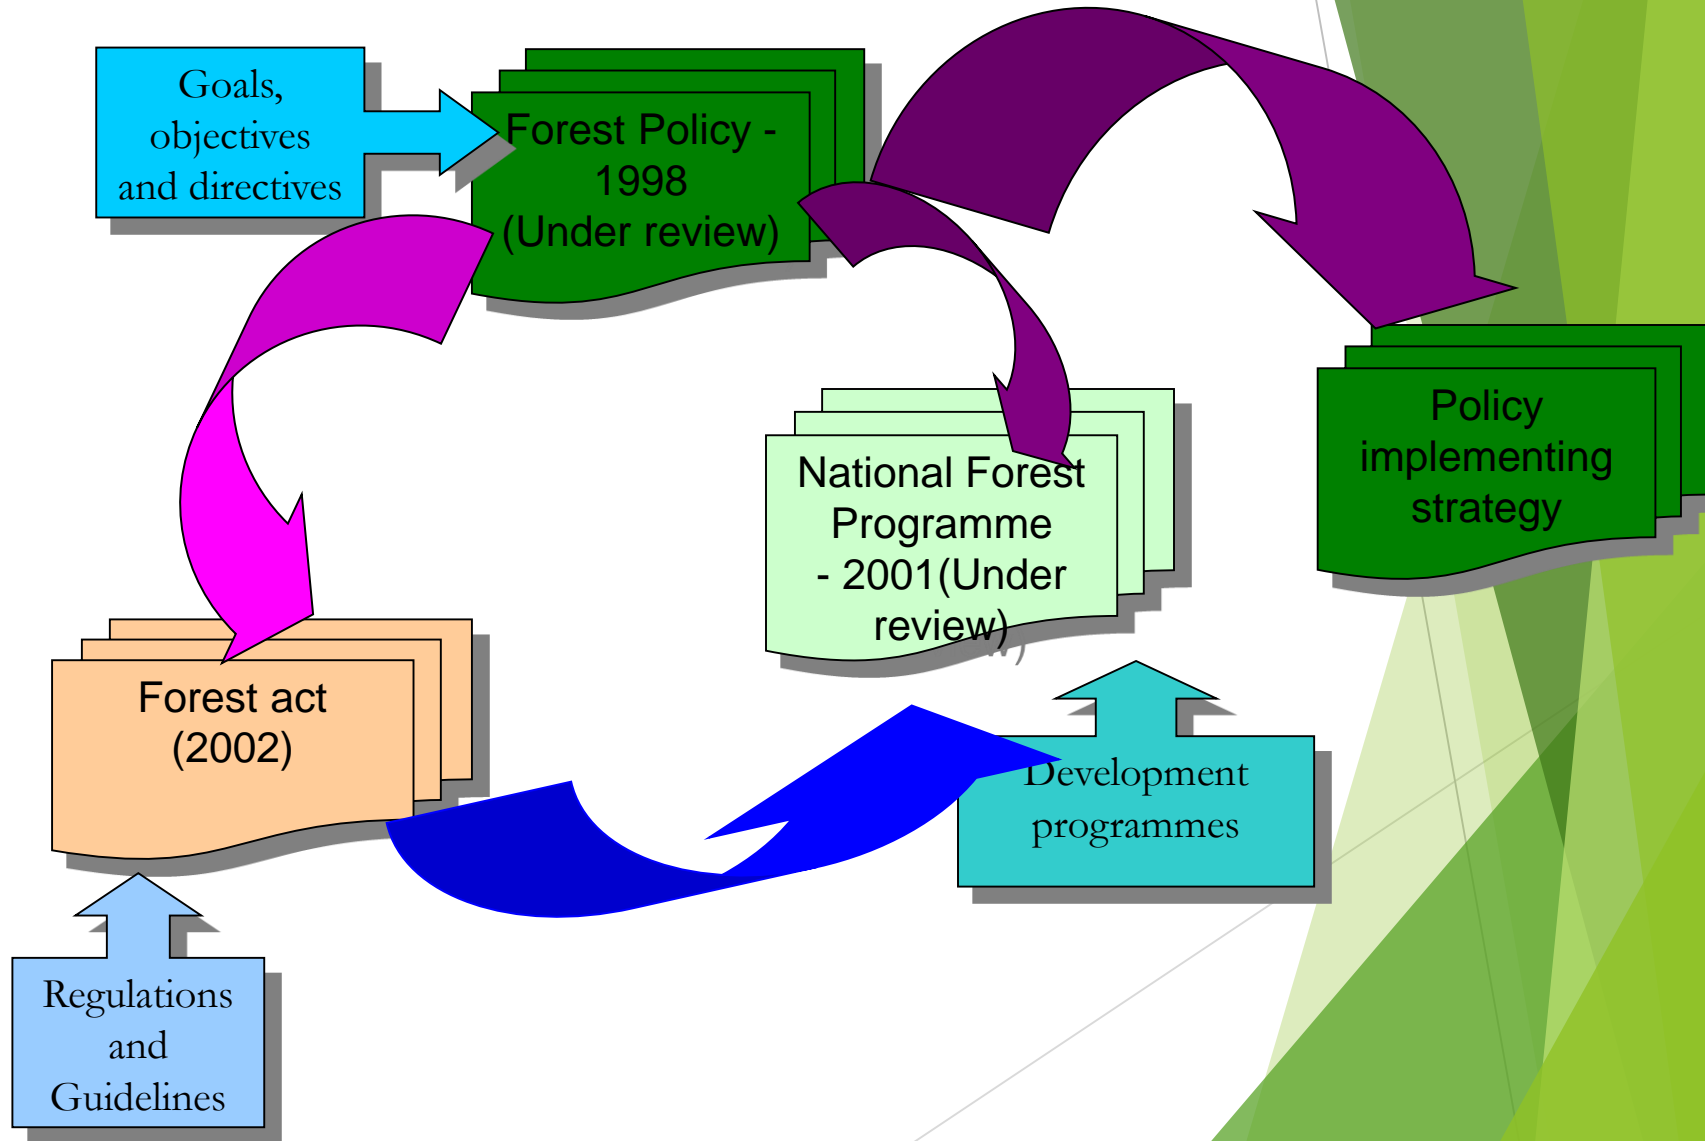 Goals,
objectives
and directives
Forest Policy -
1998
(Under review)
Policy
implementing
strategy
National Forest
Programme
- 2001(Under
review)
Forest act
(2002)
Development
programmes
Regulations
and
Guidelines